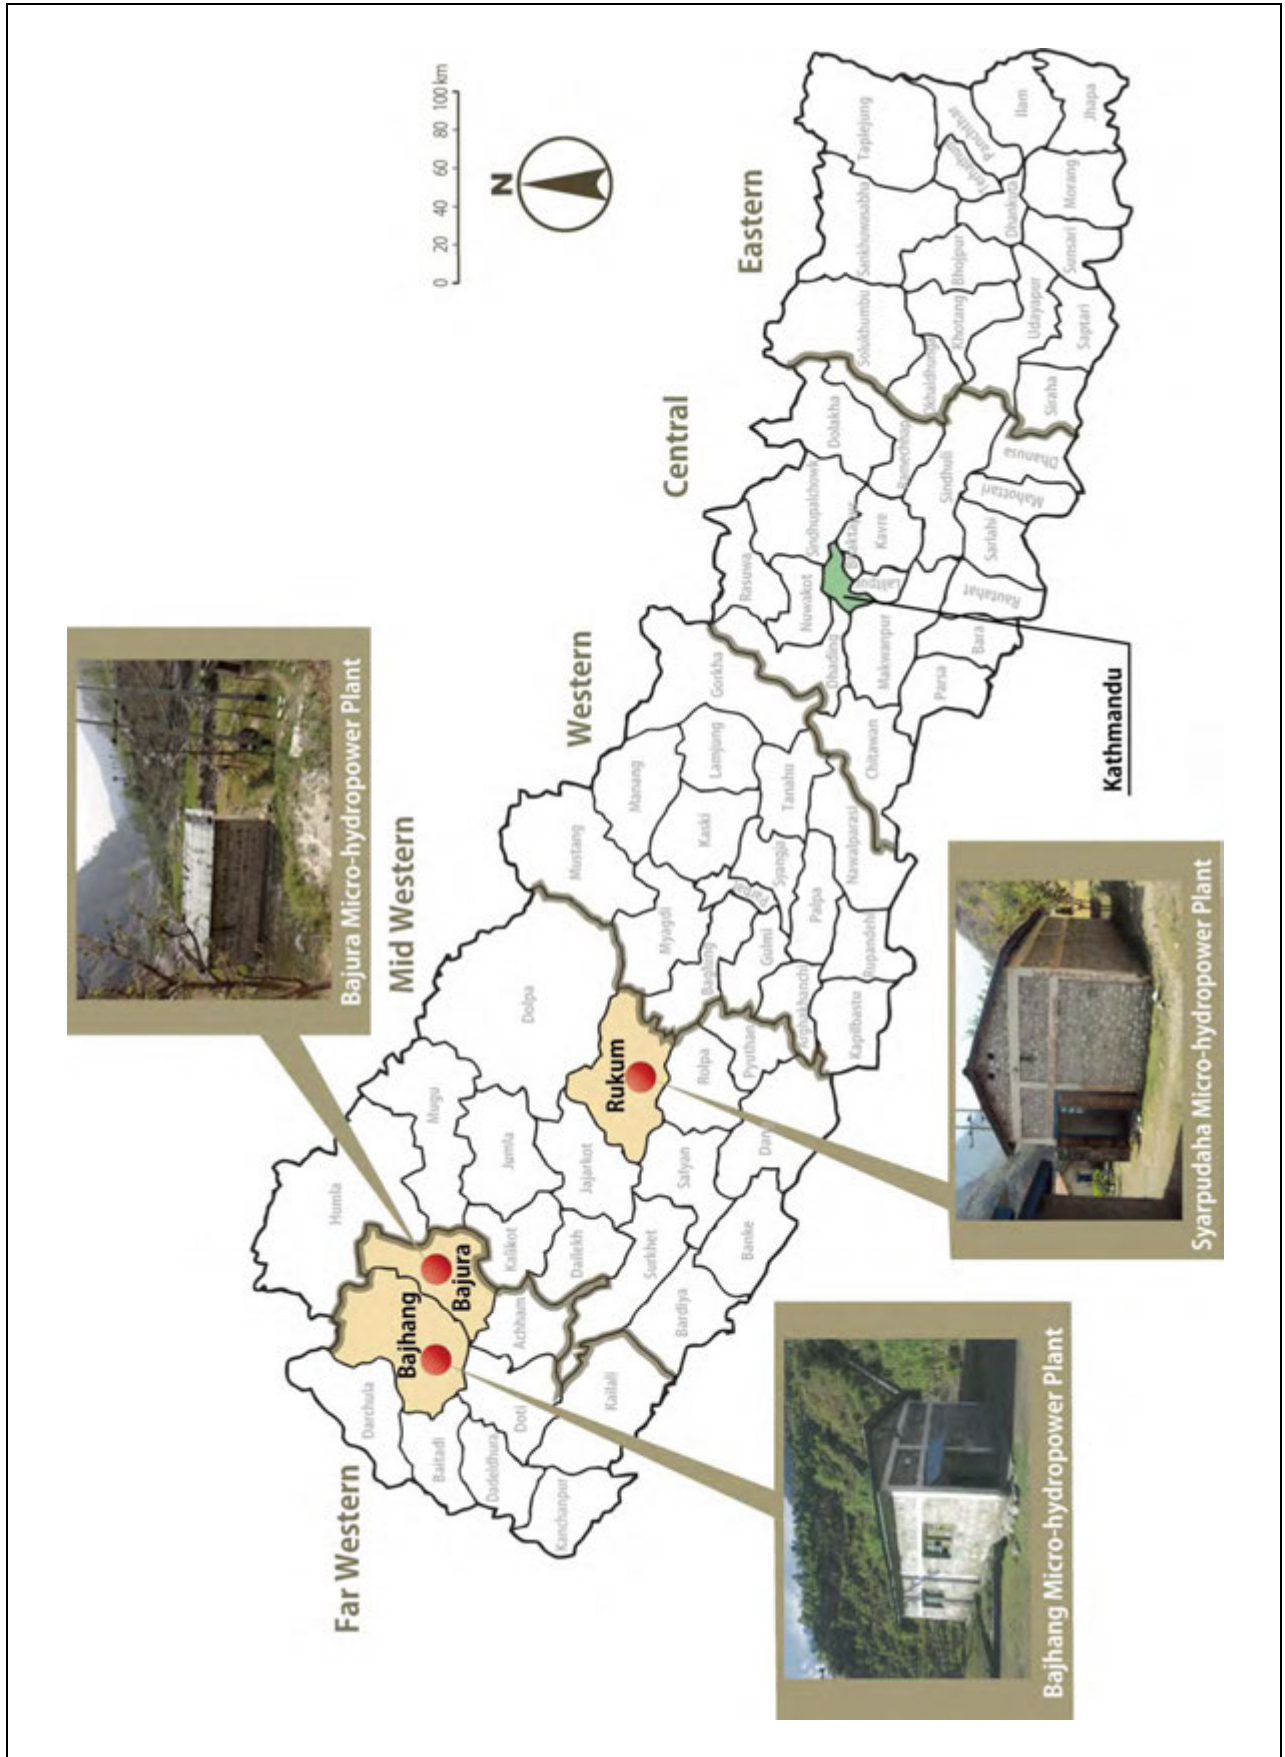 0 20 40 60 80 100 km
N
Far Western
Mid Western
Western
Central
Eastern
Bajura Micro-hydropower Plant
Bajhang Micro-hydropower Plant
Syarpudaha Micro-hydropower Plant
Kathmandu
Darchula
Bajhang
Bajura
Baitadi
Dadeldhura
Doti
Achham
Kanchanpur
Kailali
Humla
Mugu
Jumla
Kalikot
Dolpa
Jajarkot
Dailekh
Rukum
Surkhet
Salyan
Rolpa
Pyuthan
Bardiya
Banke
Mustang
Manang
Myagdi
Kaski
Lamjung
Gorkha
Baglung
Gulmi
Syangja
Tanahu
Palpa
Arghakhanchi
Nawalparasi
Rupandehi
Kapilbastu
Rasuwa
Nuwakot
Sindhupalchowk
Dolakha
Dhading
Kavre
Lalitpur
Ramechhap
Makwanpur
Sindhuli
Chitawan
Parsa
Bara
Rautahat
Sarlahi
Mahottari
Dhanusa
Solukhumbu
Sankhuwasabha
Taplejung
Khotang
Bhojpur
Panchthar
Dhankuta
Ilam
Udayapur
Siraha
Saptari
Sunsari
Morang
Jhapa